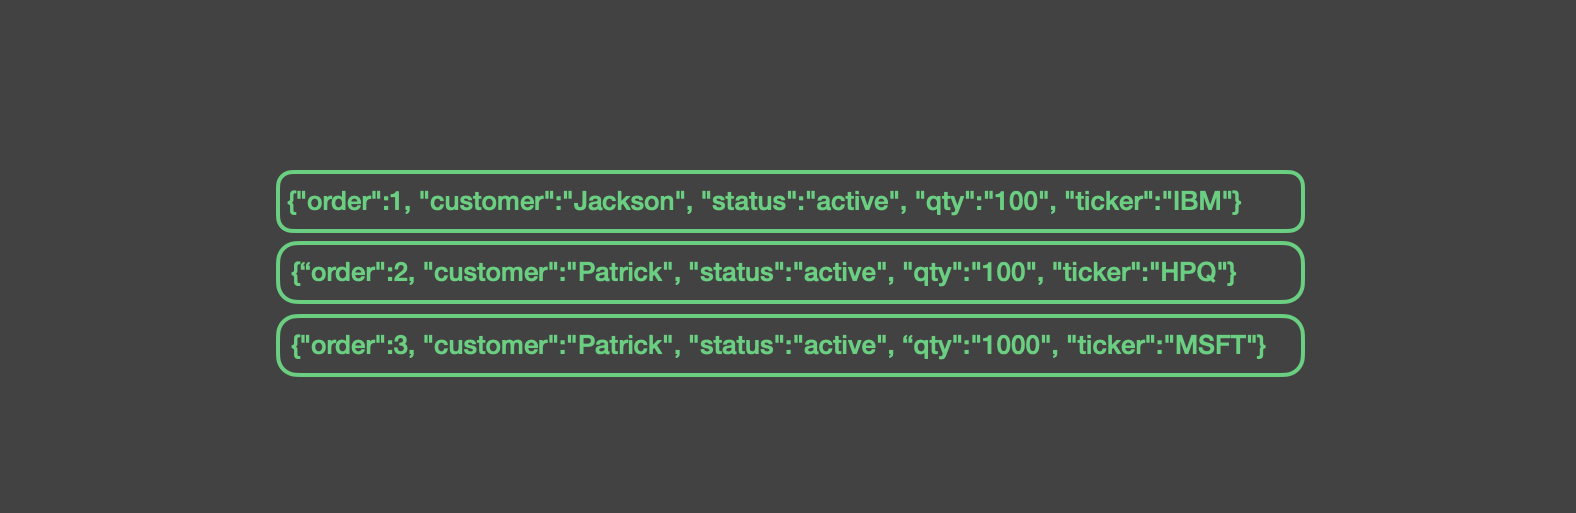 {"order":1, "customer":"Jackson", "status":"active", "qty":"100", "ticker":"IBM"}
{“order":2, "customer":"Patrick", "status":"active", "qty":"100", "ticker":"HPQ"}
{"order":3, "customer":"Patrick", "status":"active", “qty":"1000", "ticker":"MSFT"}